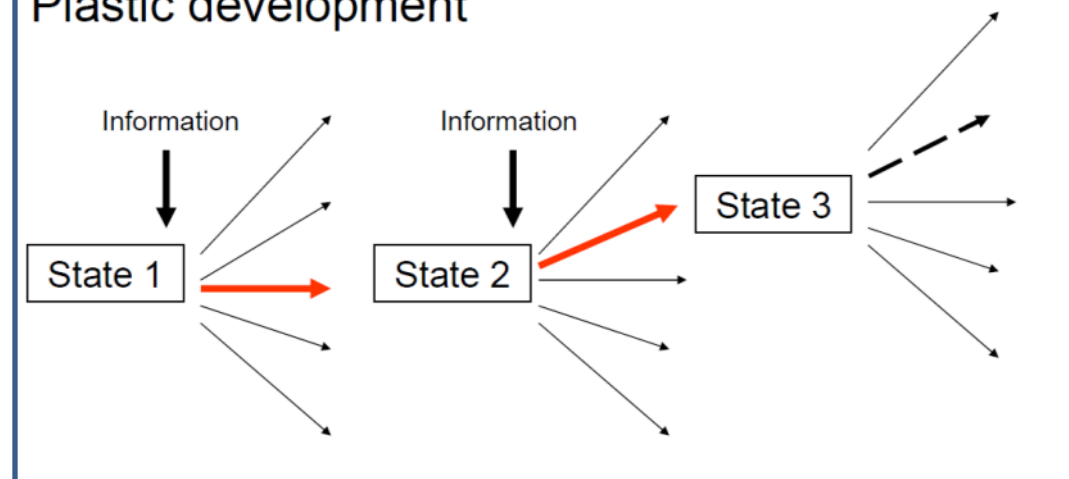 Plastic development
Information
Information
State 3
State 1
State 2